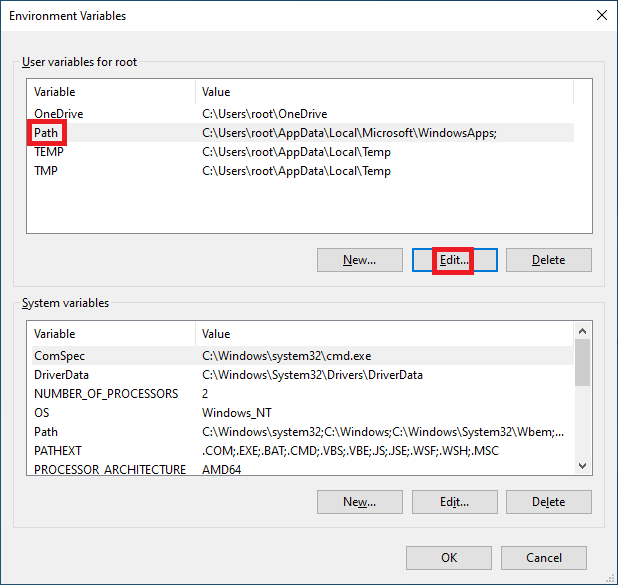 Environment Variables
User variables for root
Variable Value
OneDrive C:\Users\root\OneDrive
Path C:\Users\root\AppData\Local\Microsoft\WindowsApps;
TEMP C:\Users\root\AppData\Local\Temp
TMP C:\Users\root\AppData\Local\Temp
New... Edit... Delete
System variables
Variable Value
ComSpec C:\Windows\system32\cmd.exe
DriverData C:\Windows\System32\Drivers\DriverData
NUMBER_OF_PROCESSORS 2
OS Windows_NT
Path C:\Windows\system32;C:\Windows;C:\Windows\System32\Wbem;...
PATHEXT .COM;.EXE;.BAT;.CMD;.VBS;.VBE;.JS;.JSE;.WSF;.WSH;.MSC
PROCESSOR_ARCHITECTURE AMD64
New... Edit... Delete
OK Cancel